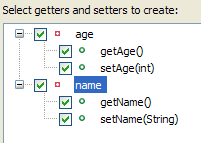 Select getters and setters to create:
age
getAge()
setAge(int)
name
getName()
setName(String)